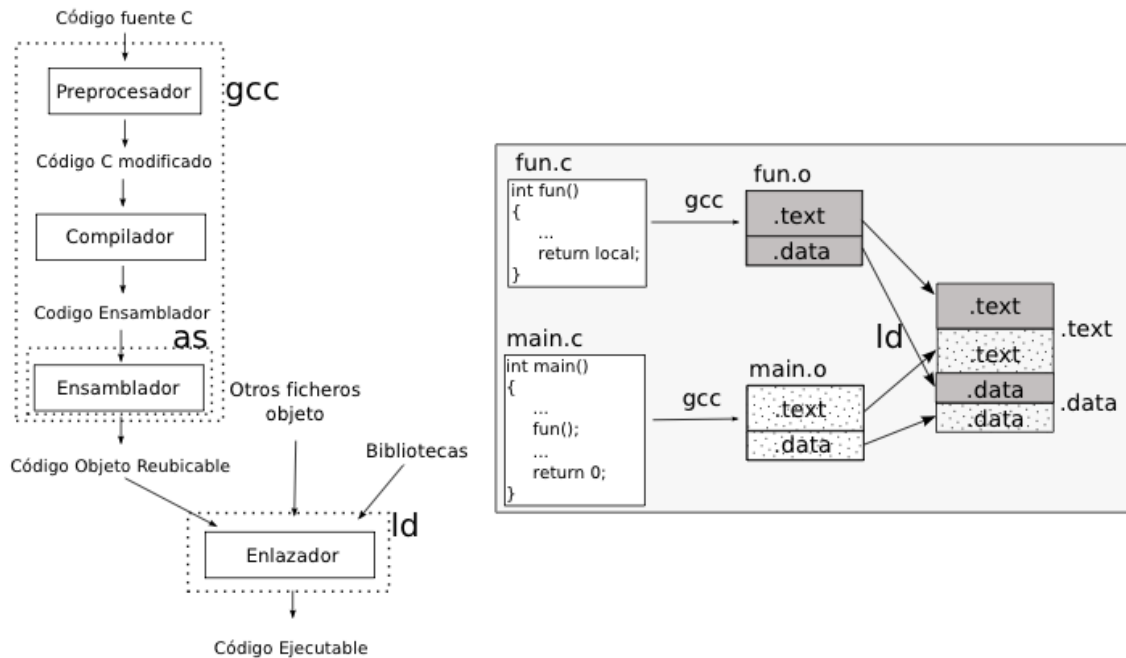 Código fuente C
Preprocesador
gcc
Código C modificado
Compilador
Codigo Ensamblador
as
Ensamblador
Otros ficheros
objeto
Código Objeto Reubicable
Bibliotecas
ld
Enlazador
Código Ejecutable
fun.c
int fun()
{
...
return local;
}
gcc
fun.o
.text
.data
main.c
int main()
{
...
fun();
...
return 0;
}
gcc
main.o
.text
.data
ld
.text
.text
.text
.data
.data
.data